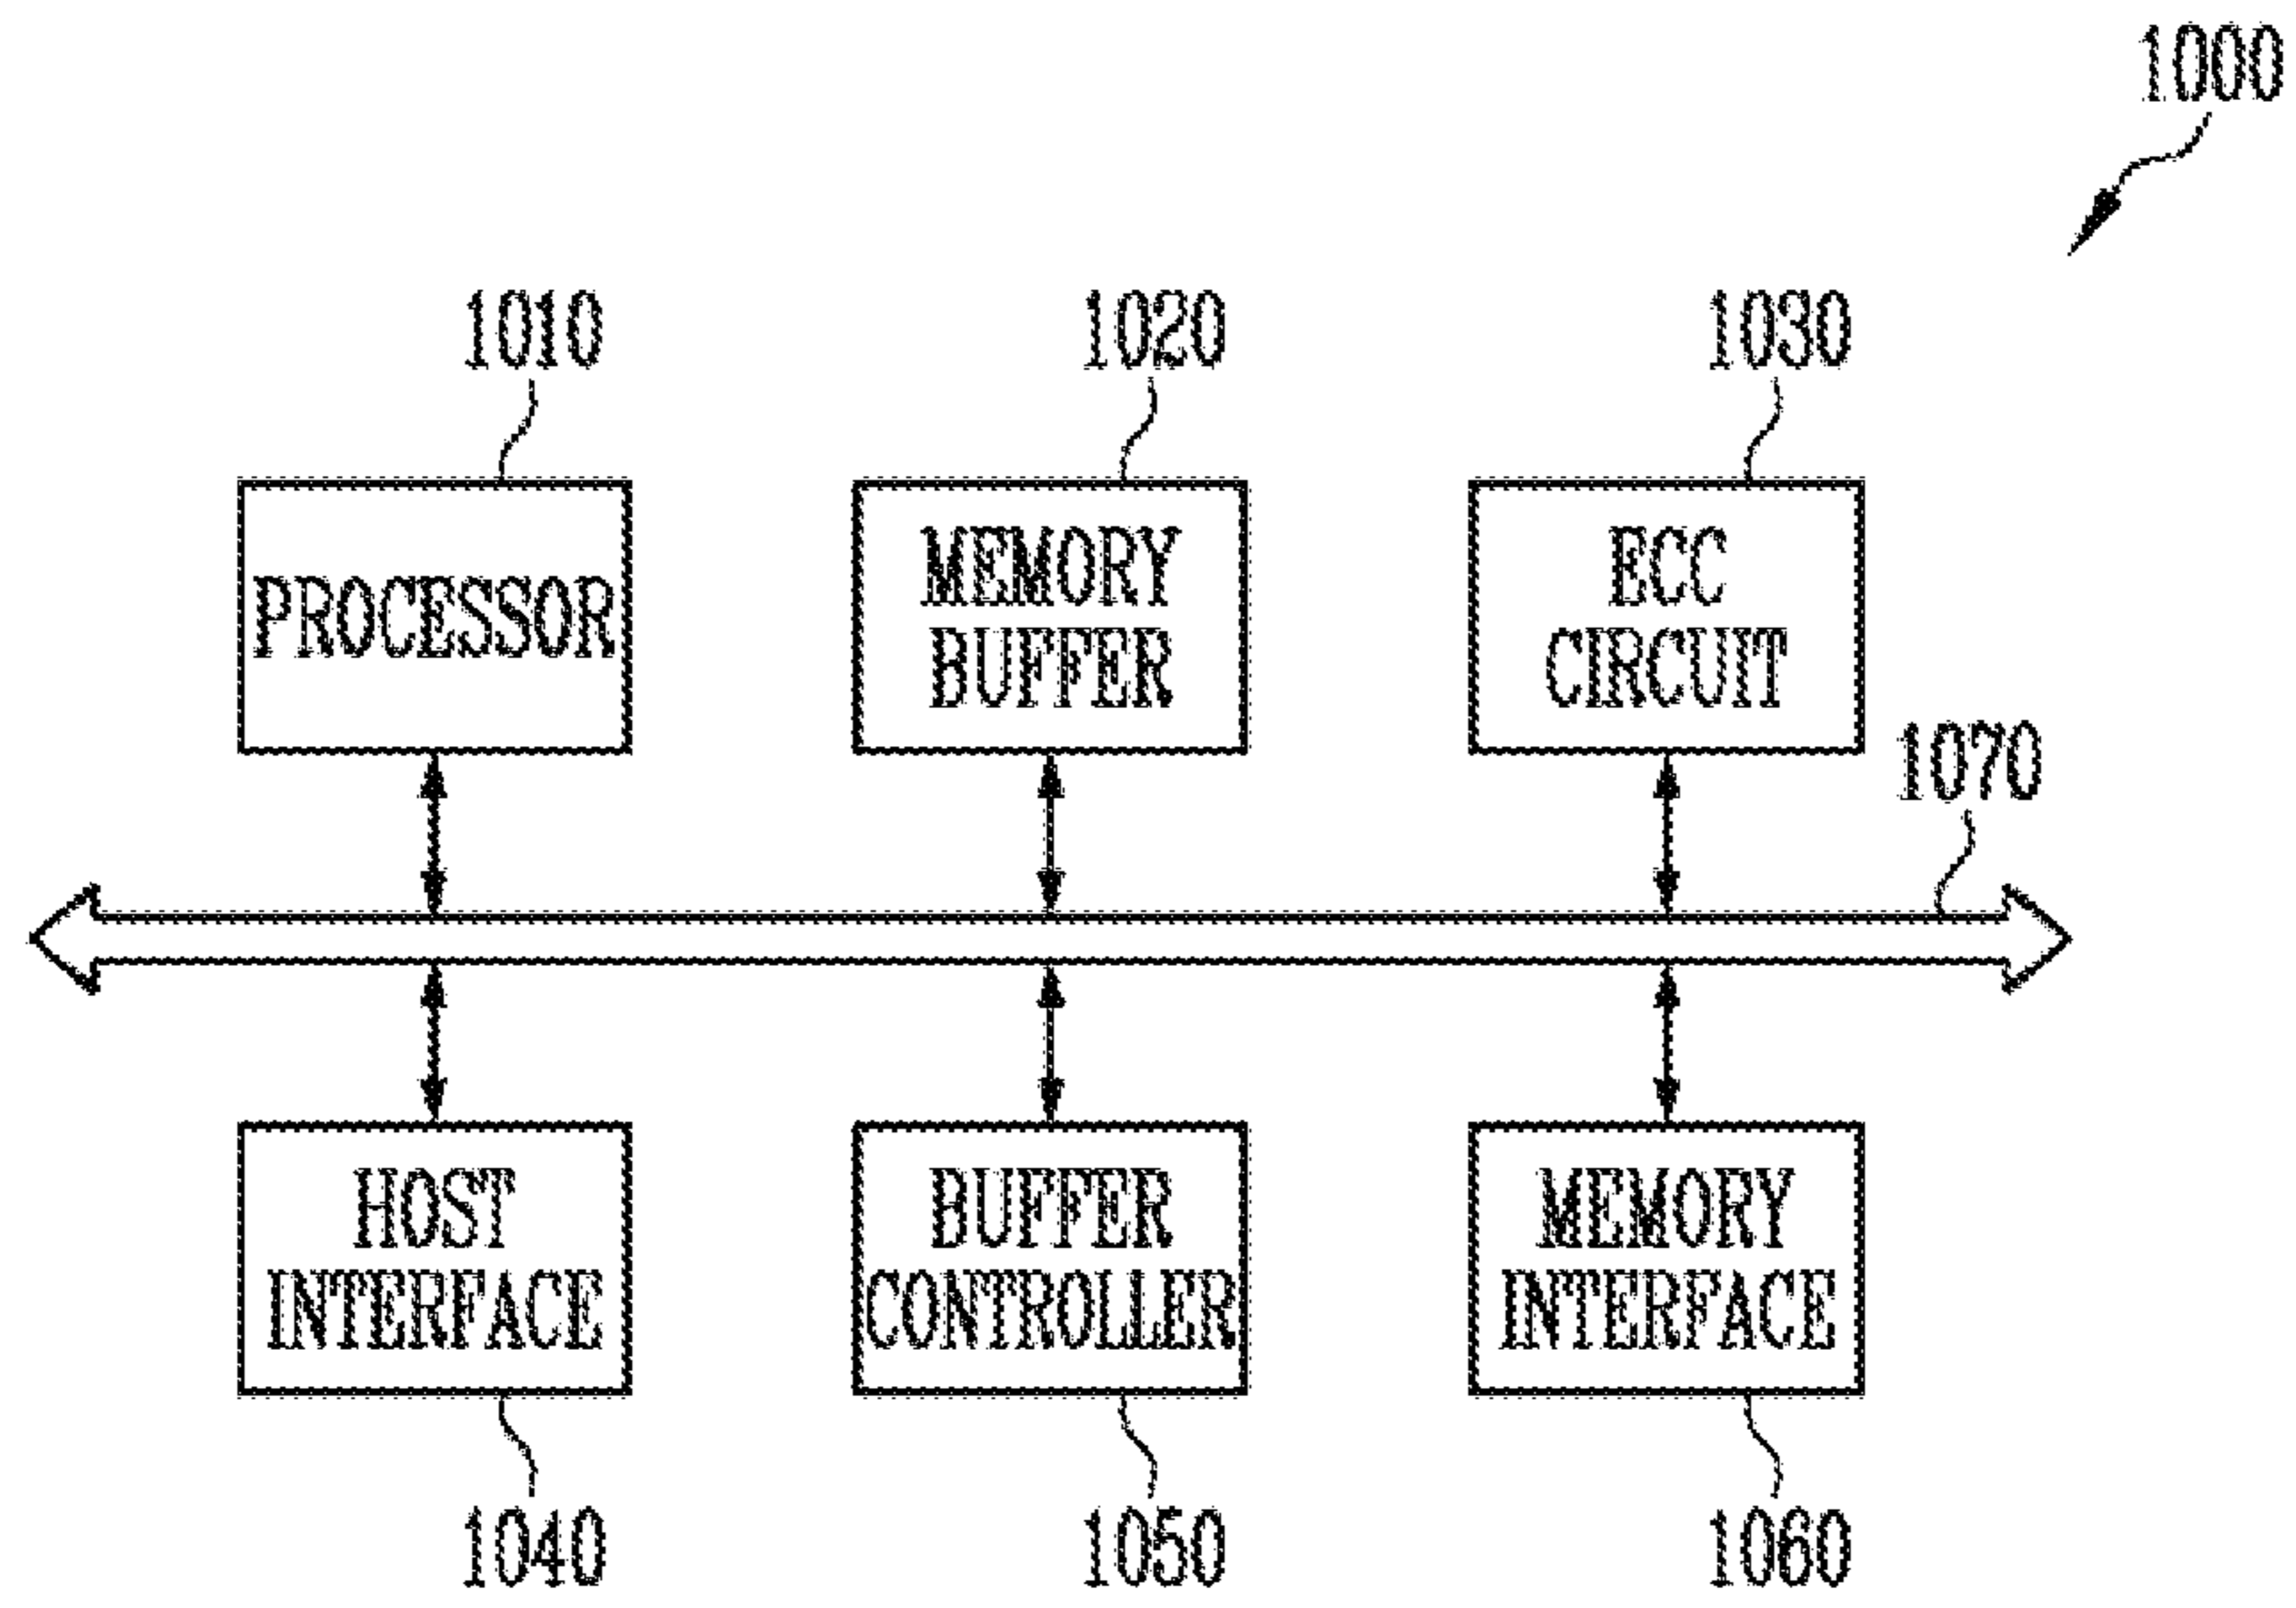 1000
1010
1020
1030
PROCESSOR
MEMORY
BUFFER
ECC
CIRCUIT
1070
HOST
INTERFACE
BUFFER
CONTROLLER
MEMORY
INTERFACE
1040
1050
1060